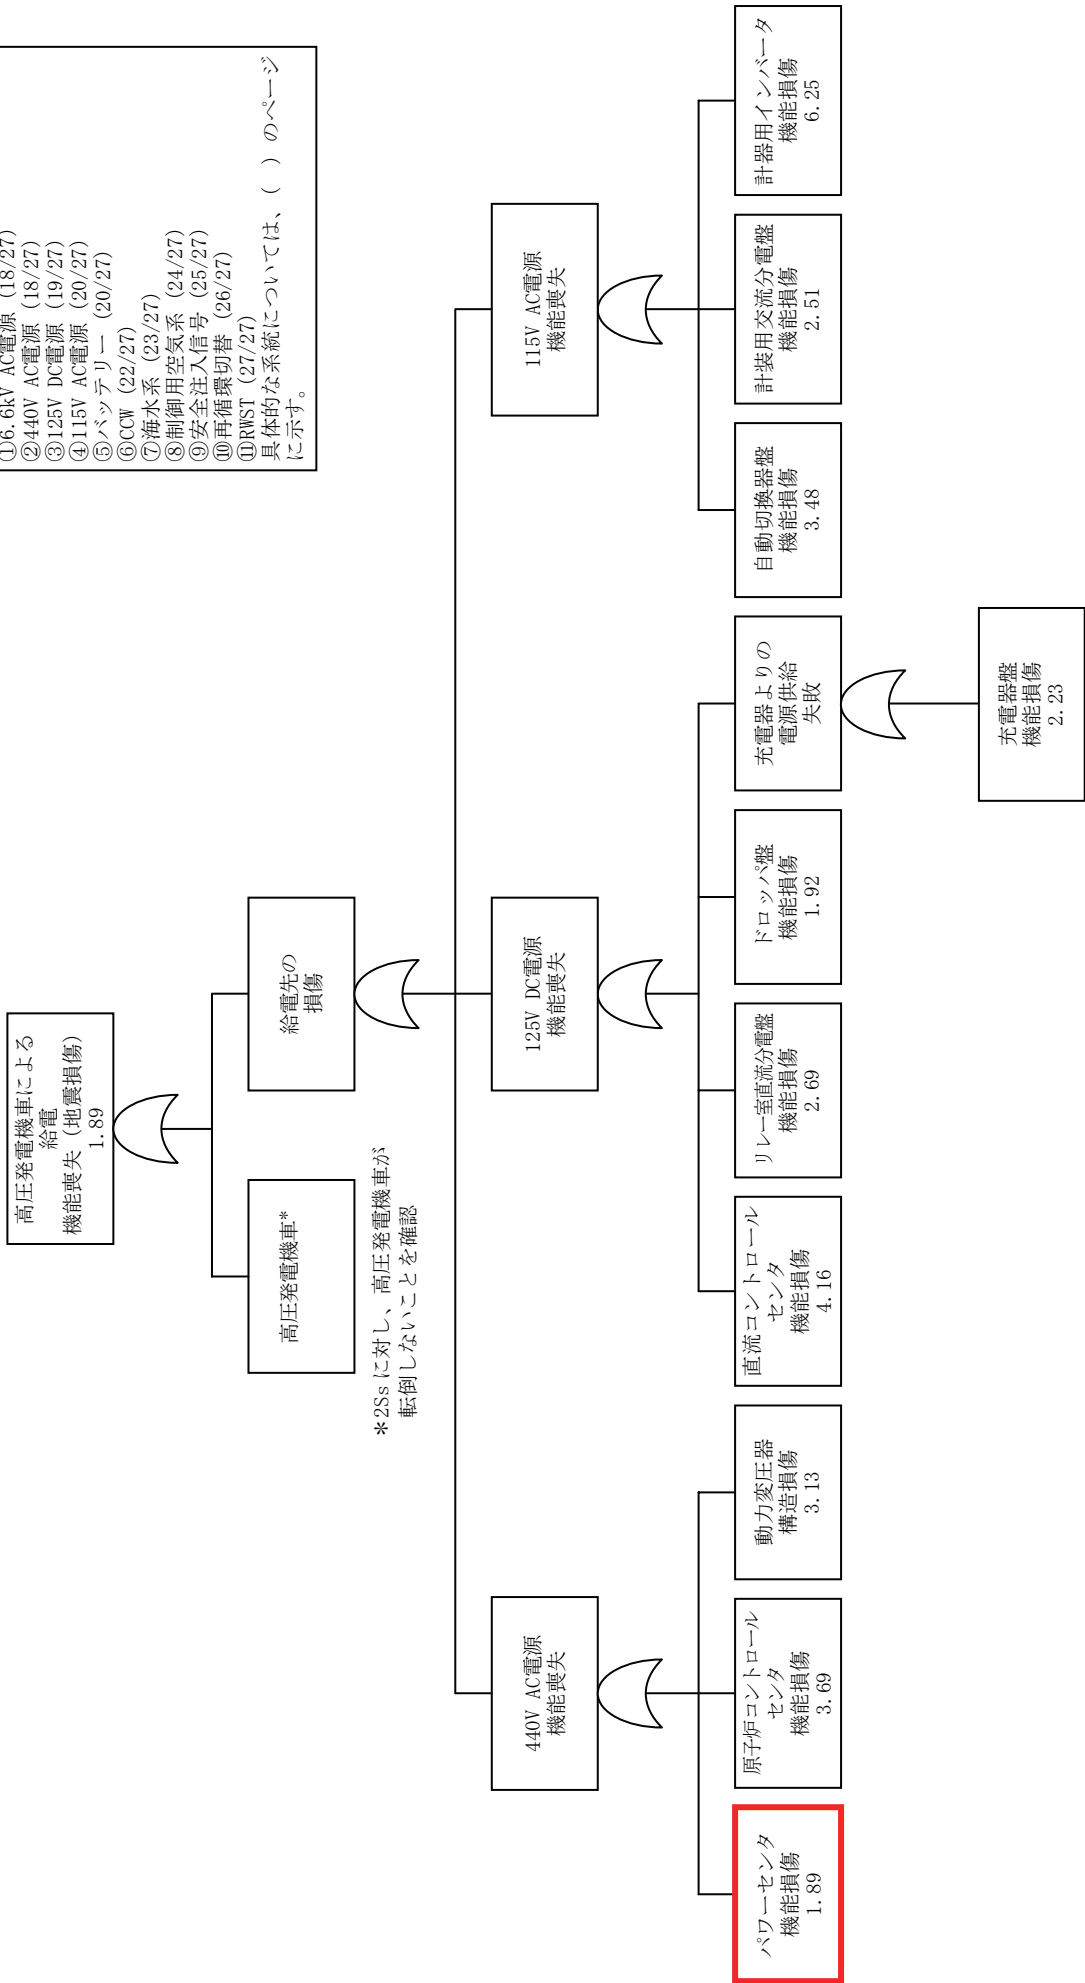 ①6.6kV AC電源 (18/27)
②440V AC電源 (18/27)
③125V DC電源 (19/27)
④115V AC電源 (20/27)
⑤バッテリー (20/27)
⑥CCW (22/27)
⑦海水系 (23/27)
⑧制御用空気系 (24/27)
⑨安全注入信号 (25/27)
⑩再循環切替 (26/27)
⑪RWST (27/27)
具体的な系統については、( ) のページ
に示す。
高圧発電機車による
給電
機能喪失 (地震損傷)
1.89
高圧発電機車*
給電先の
損傷
*2Ssに対し、高圧発電機車が
転倒しないことを確認
440V AC電源
機能喪失
125V DC電源
機能喪失
115V AC電源
機能喪失
パワーセンタ
機能損傷
1.89
原子炉コントロール
センタ
機能損傷
3.69
動力変圧器
構造損傷
3.13
直流コントロール
センタ
機能損傷
4.16
リレー室直流分電盤
機能損傷
2.69
ドロッパ盤
機能損傷
1.92
充電器よりの
電源供給
失敗
自動切換器盤
機能損傷
3.48
計装用交流分電盤
機能損傷
2.51
計器用インバータ
機能損傷
6.25
充電器盤
機能損傷
2.23